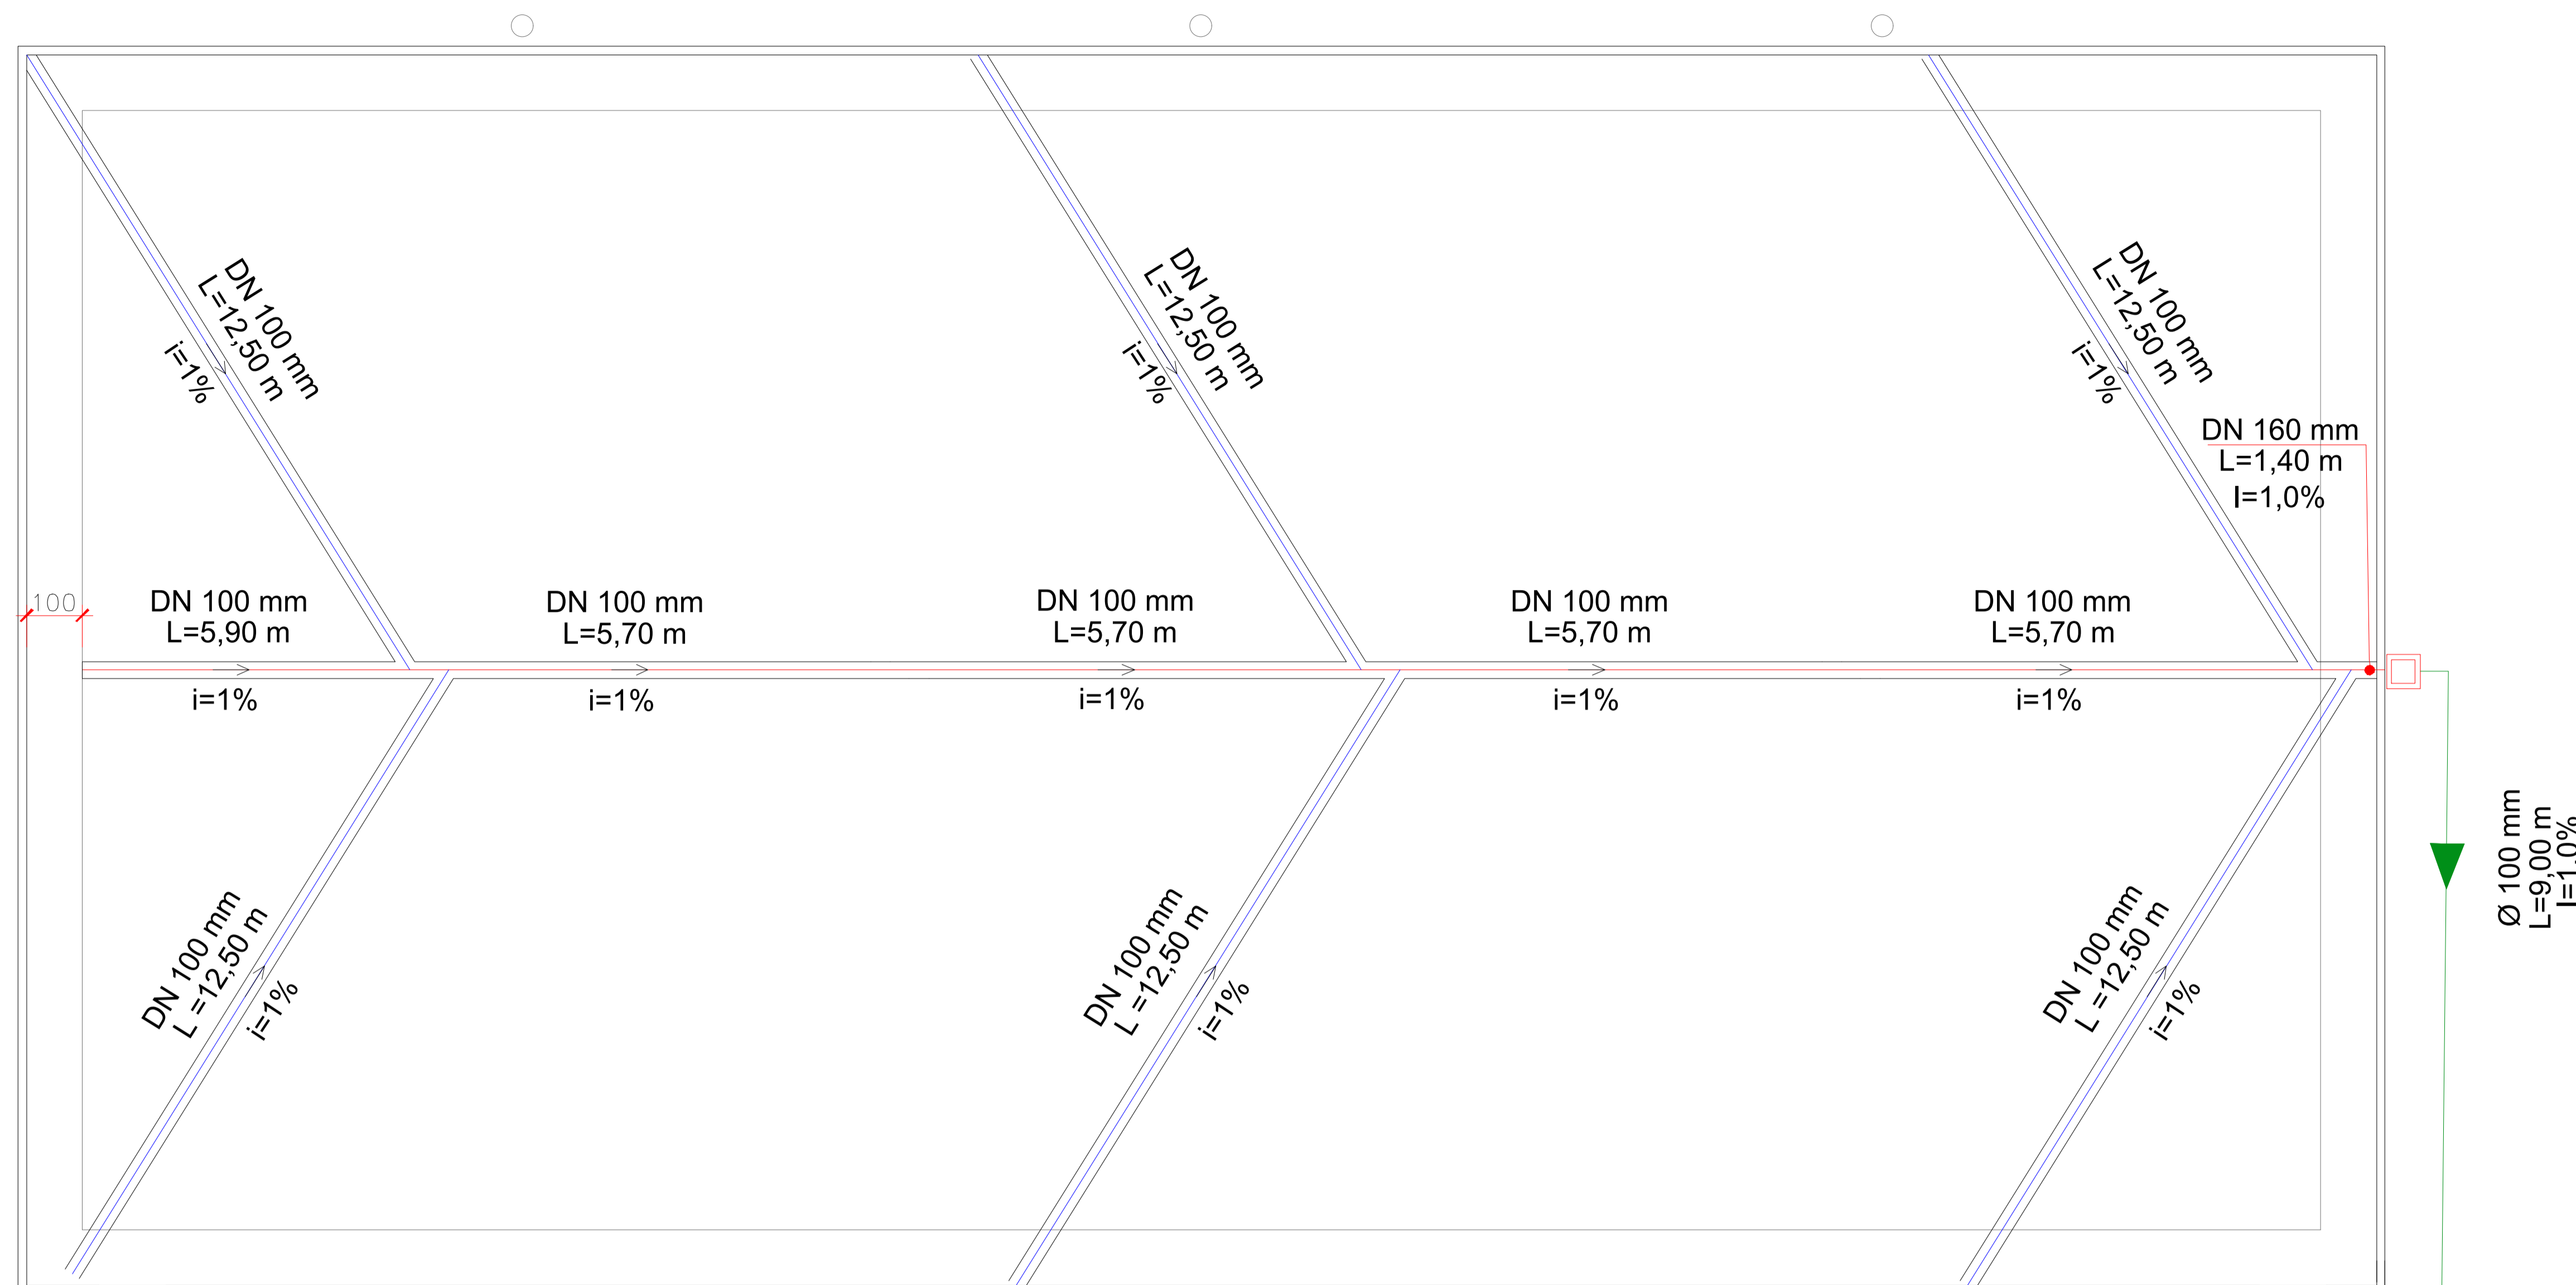 DN 100 mm
L=12,50 m
i=1%
DN 100 mm
L=12,50 m
i=1%
DN 100 mm
L=12,50 m
i=1%
DN 160 mm
L=1,40 m
I=1,0%
100
DN 100 mm
L=5,90 m
i=1%
DN 100 mm
L=5,70 m
i=1%
DN 100 mm
L=5,70 m
i=1%
DN 100 mm
L=5,70 m
i=1%
DN 100 mm
L=5,70 m
i=1%
DN 100 mm
L =12,50 m
i=1%
DN 100 mm
L =12,50 m
i=1%
DN 100 mm
L =12,50 m
i=1%
Ø 100 mm
L=9,00 m
I=1,0%